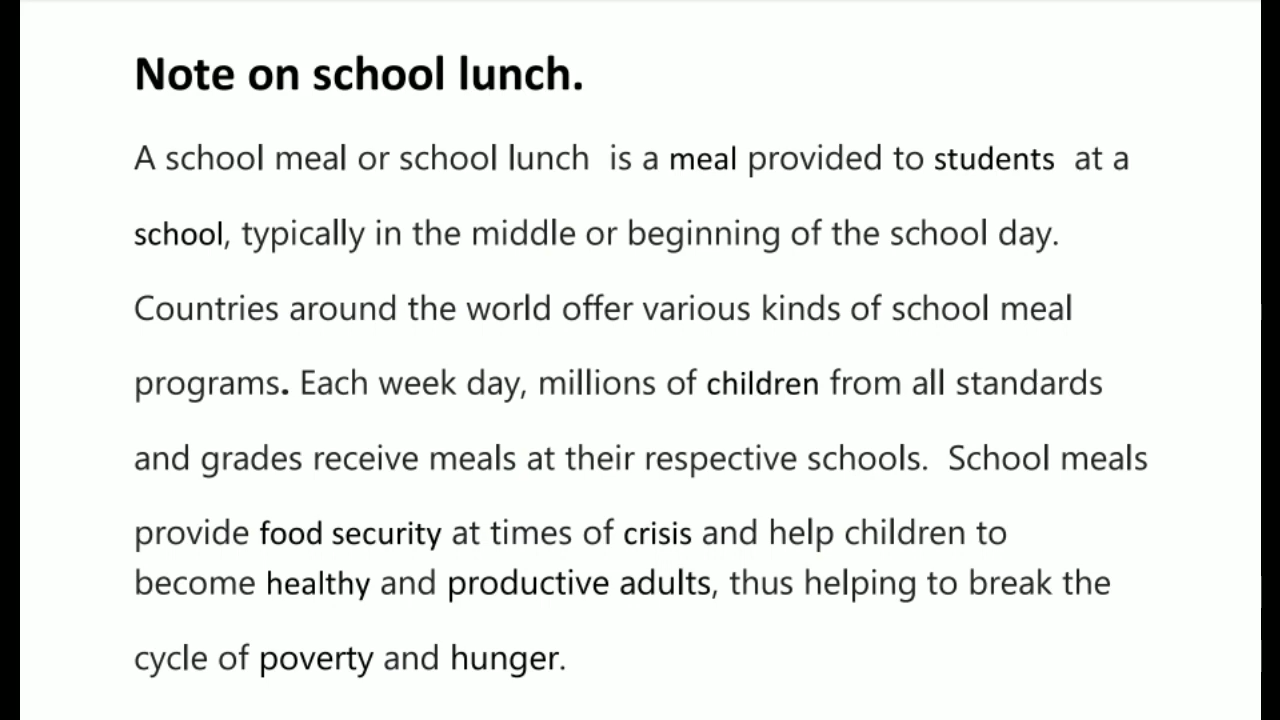 Note on school lunch.
A school meal or school lunch  is a meal provided to students  at a
school, typically in the middle or beginning of the school day.
Countries around the world offer various kinds of school meal
programs. Each week day, millions of children from all standards
and grades receive meals at their respective schools.  School meals
provide food security at times of crisis and help children to
become healthy and productive adults, thus helping to break the
cycle of poverty and hunger.